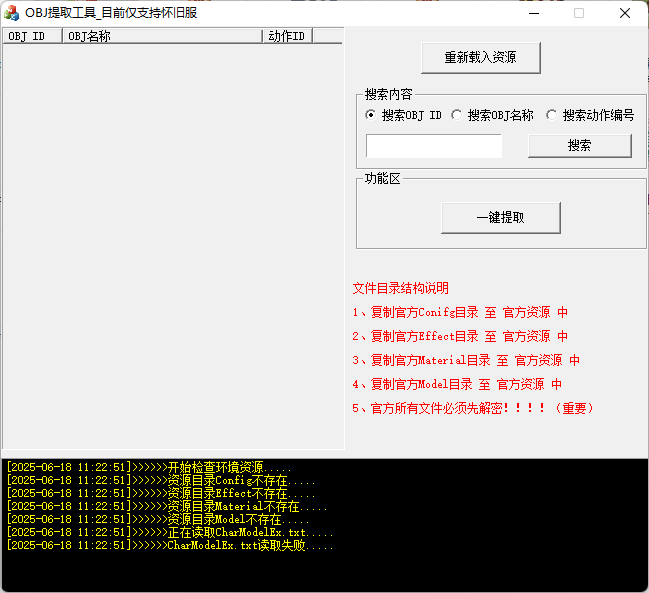 OBJ提取工具_目前仅支持怀旧服
OBJ ID OBJ名称 动作ID
重新载入资源
搜索内容
搜索OBJ ID 搜索OBJ名称 搜索动作编号
搜索
功能区
一键提取
文件目录结构说明
1、复制官方Conifg目录 至 官方资源 中
2、复制官方Effect目录 至 官方资源 中
3、复制官方Material目录 至 官方资源 中
4、复制官方Model目录 至 官方资源 中
5、官方所有文件必须先解密！！！！（重要）
[2025-06-18 11:22:51]>>>>>>开始检查环境资源.....
[2025-06-18 11:22:51]>>>>>>资源目录Config不存在.....
[2025-06-18 11:22:51]>>>>>>资源目录Effect不存在.....
[2025-06-18 11:22:51]>>>>>>资源目录Material不存在.....
[2025-06-18 11:22:51]>>>>>>资源目录Model不存在.....
[2025-06-18 11:22:51]>>>>>>正在读取CharModelEx.txt.....
[2025-06-18 11:22:51]>>>>>>CharModelEx.txt读取失败.....